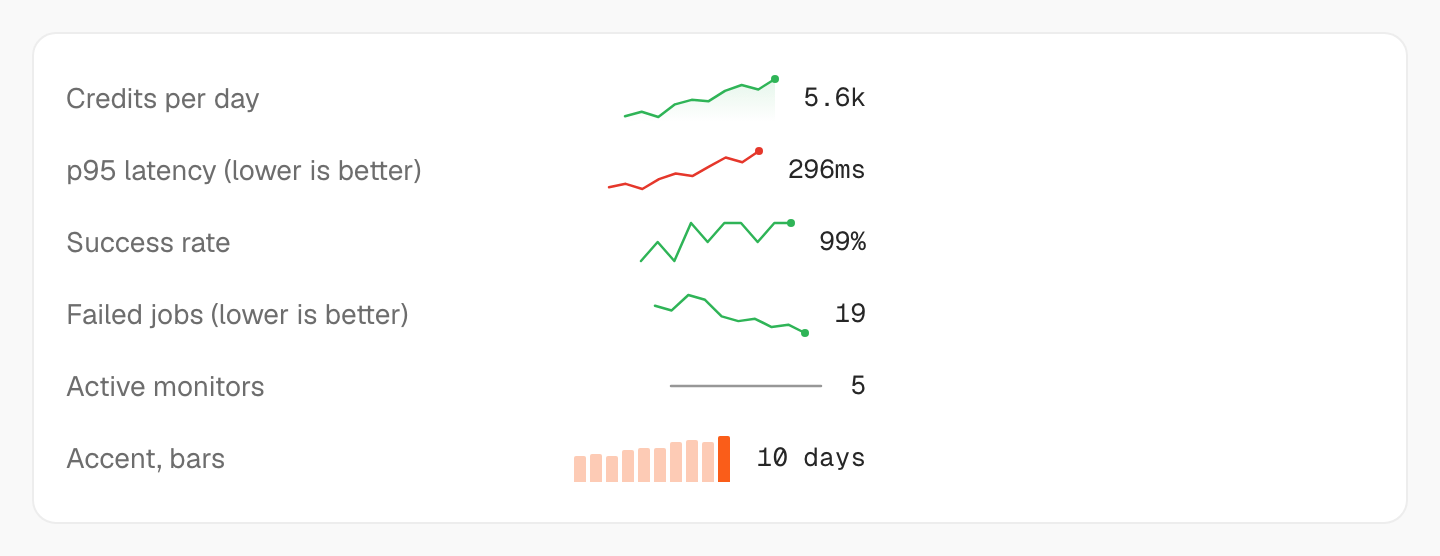 Credits per day 5.6k
p95 latency (lower is better) 296ms
Success rate 99%
Failed jobs (lower is better) 19
Active monitors 5
Accent, bars 10 days